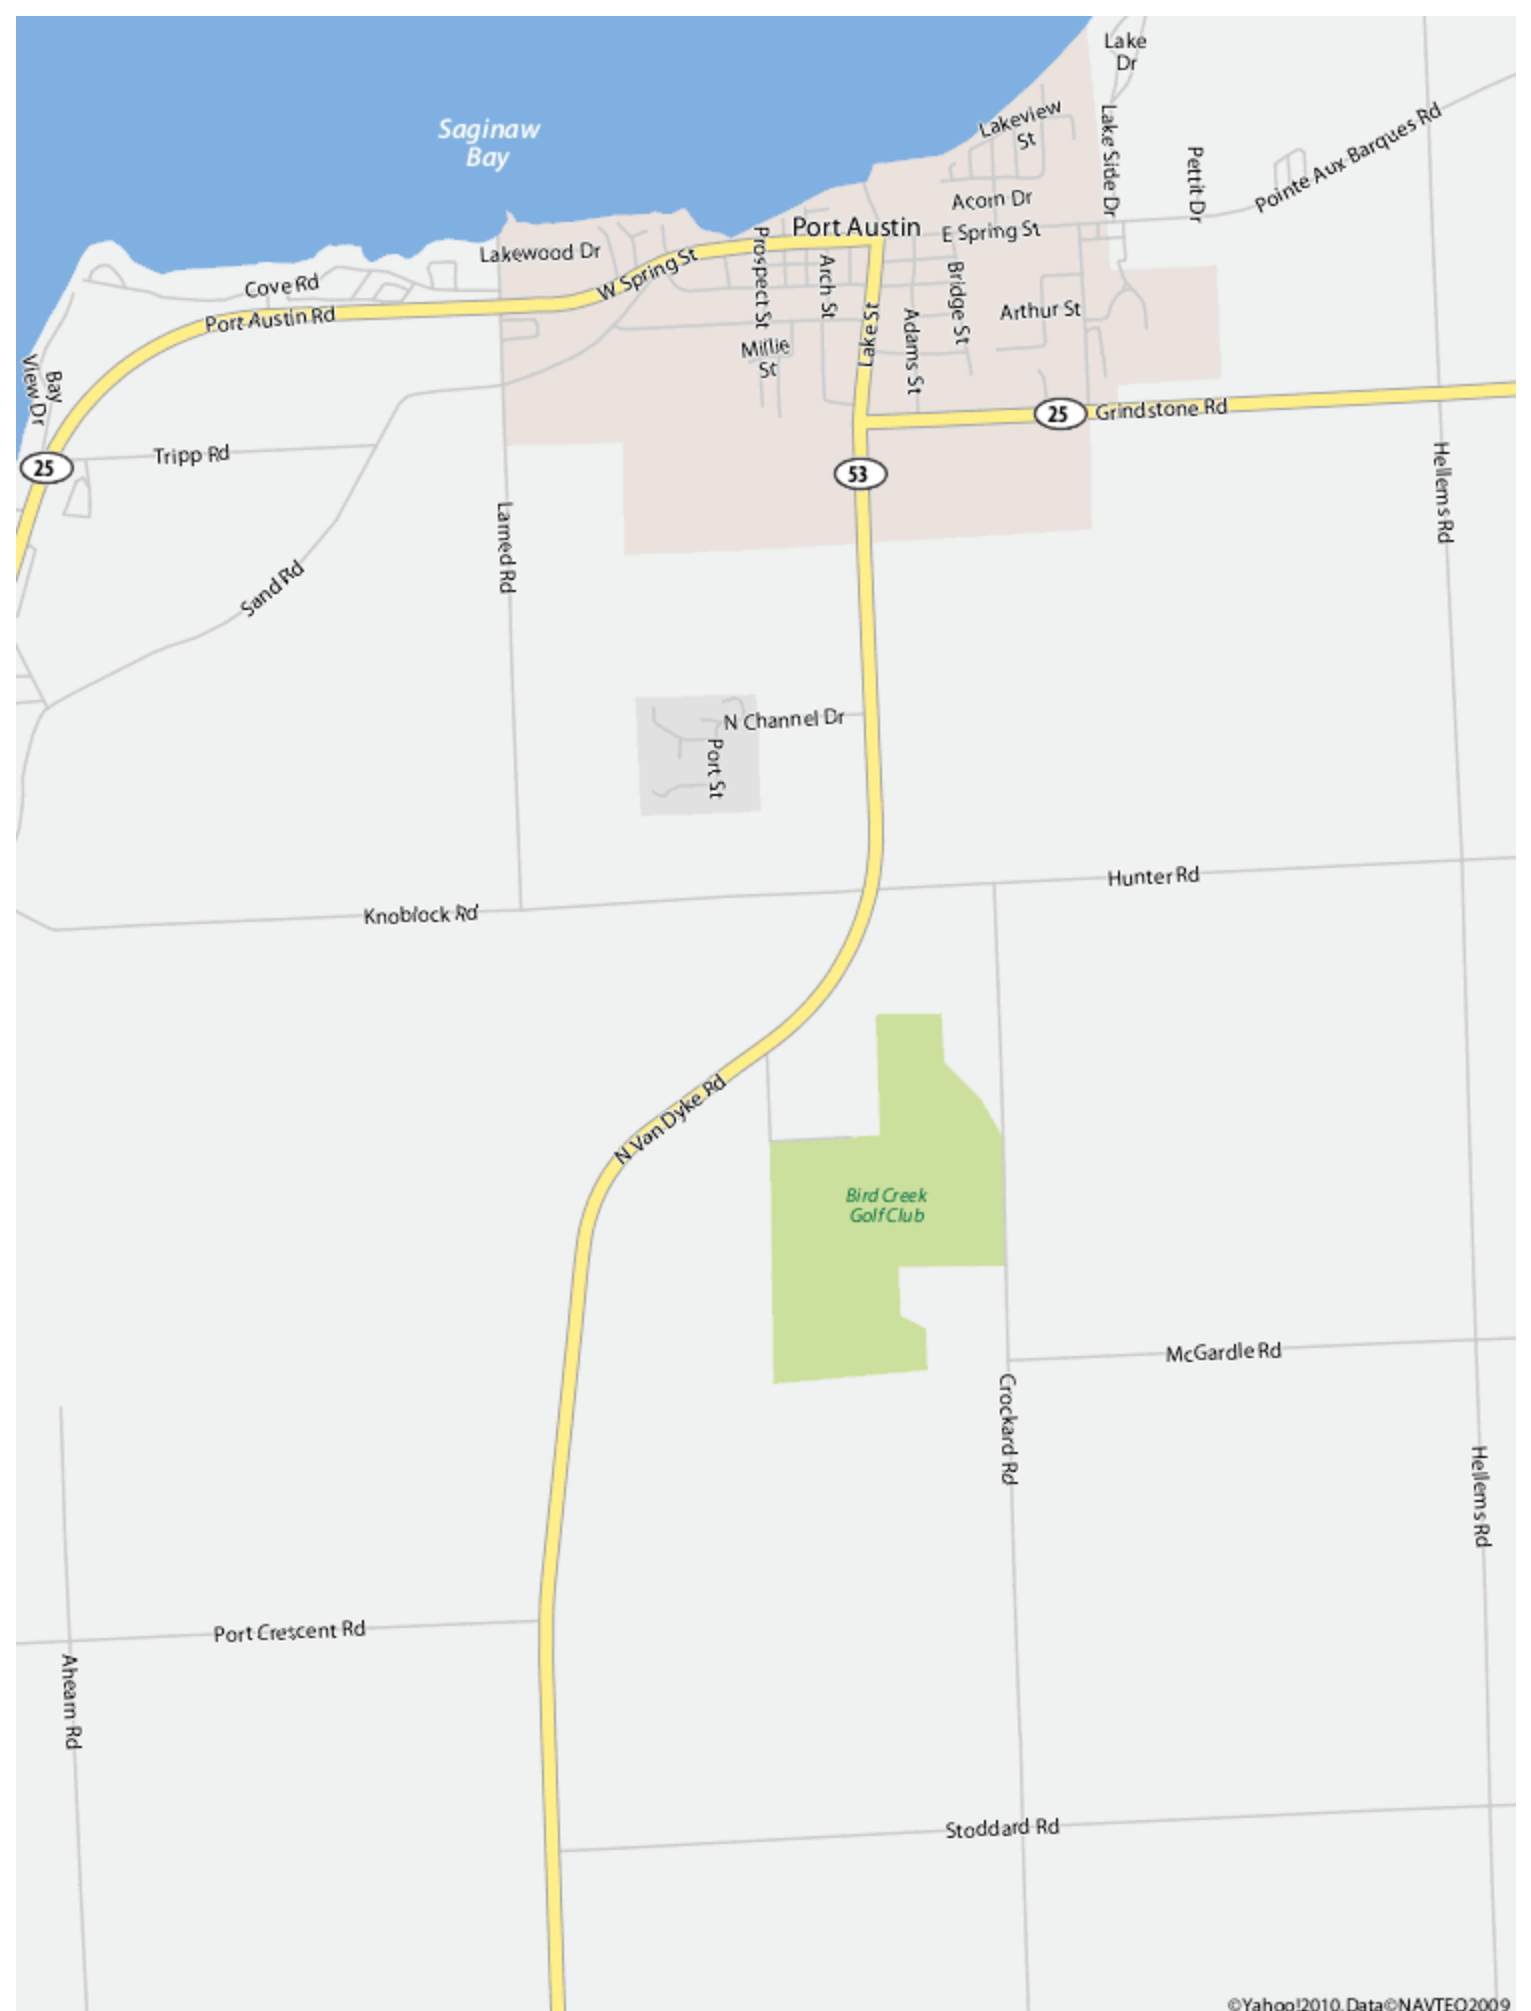 Lake
Dr
Saginaw
Bay
Lakeview
St
Lake Side Dr
Pettit Dr
Pointe Aux Barques Rd
Acorn Dr
Port Austin
E Spring St
Lakewood Dr
W Spring St
Prospect St
Arch St
Bridge St
Cove Rd
Port Austin Rd
Lake St
Adams St
Arthur St
Millie
St
Bay
View Dr
25
Grindstone Rd
Tripp Rd
25
53
Hellems Rd
Larned Rd
Sand Rd
N Channel Dr
Port St
Hunter Rd
Knoblock Rd
N Van Dyke Rd
Bird Creek
Golf Club
McGardle Rd
Crockard Rd
Hellems Rd
Port Crescent Rd
Ahearn Rd
Stoddard Rd
©Yahoo!2010, Data©NAVTEQ2009